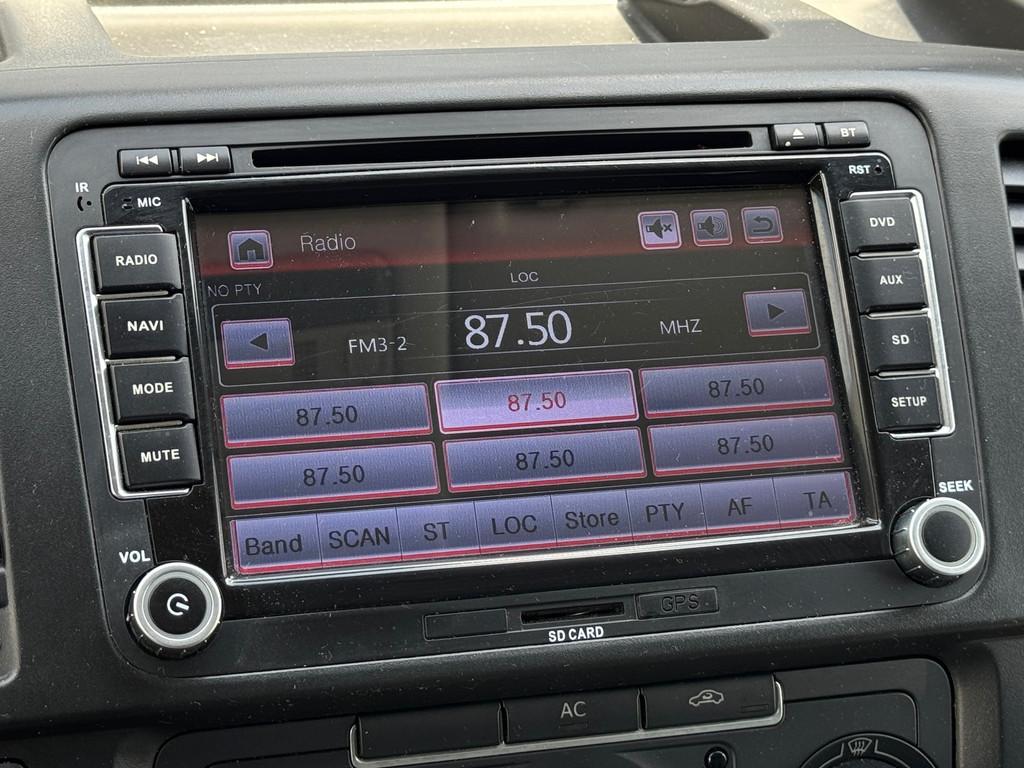 BT
IR
MIC
RST
RADIO
NAVI
MODE
MUTE
VOL
Radio
NO PTY
LOC
FM3-2
87.50
MHZ
87.50 87.50 87.50
87.50 87.50 87.50
Band SCAN ST LOC Store PTY AF TA
DVD
AUX
SD
SETUP
SEEK
GPS
SD CARD
AC